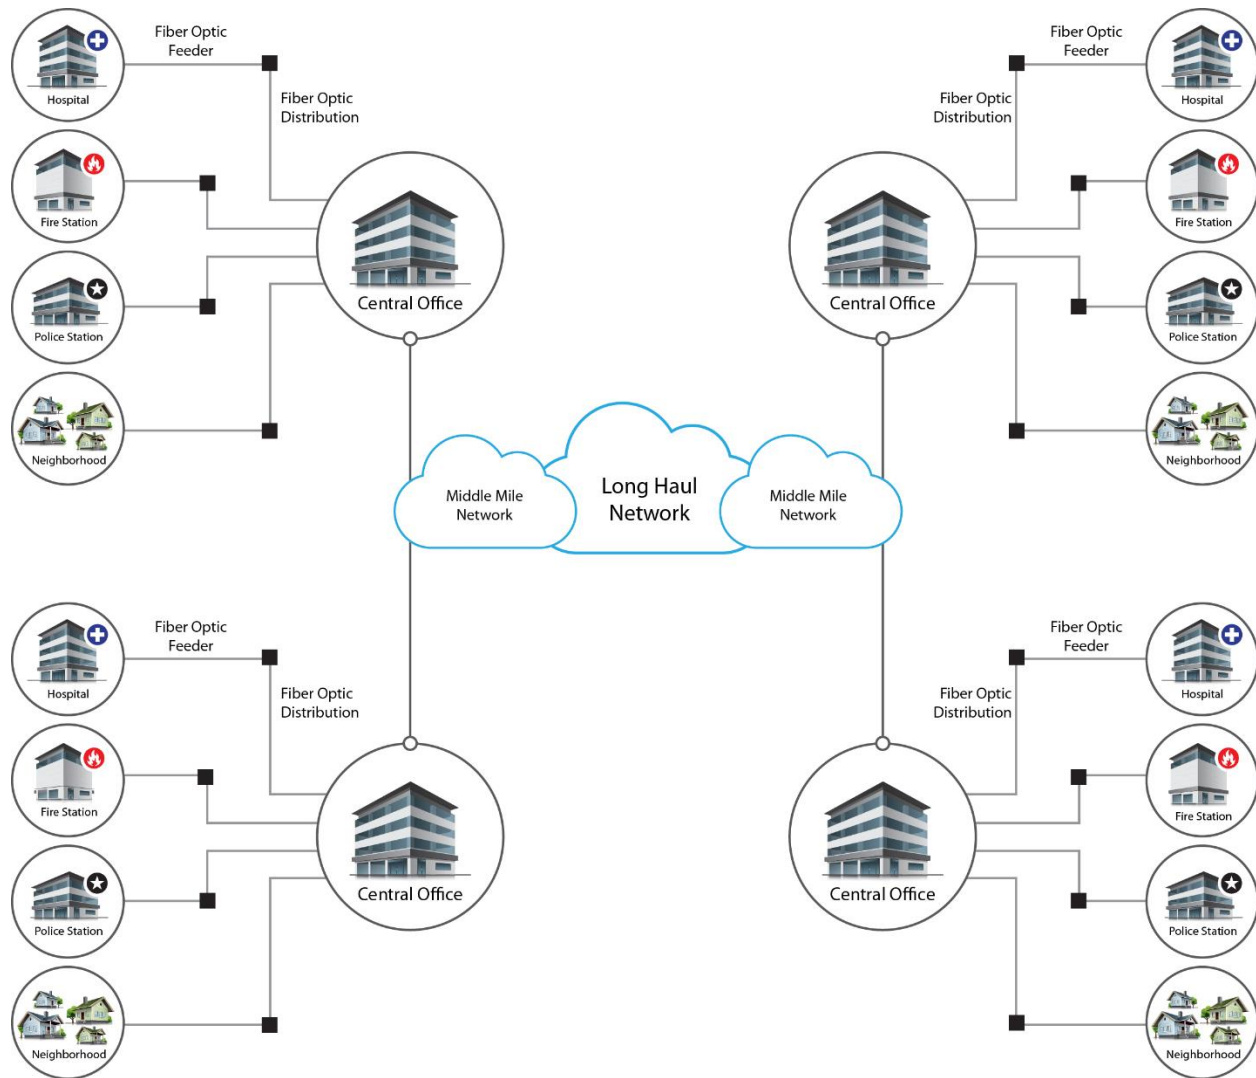 Fiber Optic
Feeder
Hospital
Fiber Optic
Distribution
Fire Station
Police Station
Neighborhood
Central Office
Fiber Optic
Feeder
Hospital
Fiber Optic
Distribution
Fire Station
Police Station
Neighborhood
Central Office
Middle Mile
Network
Long Haul
Network
Middle Mile
Network
Fiber Optic
Feeder
Hospital
Fiber Optic
Distribution
Fire Station
Police Station
Neighborhood
Central Office
Fiber Optic
Feeder
Hospital
Fiber Optic
Distribution
Fire Station
Police Station
Neighborhood
Central Office